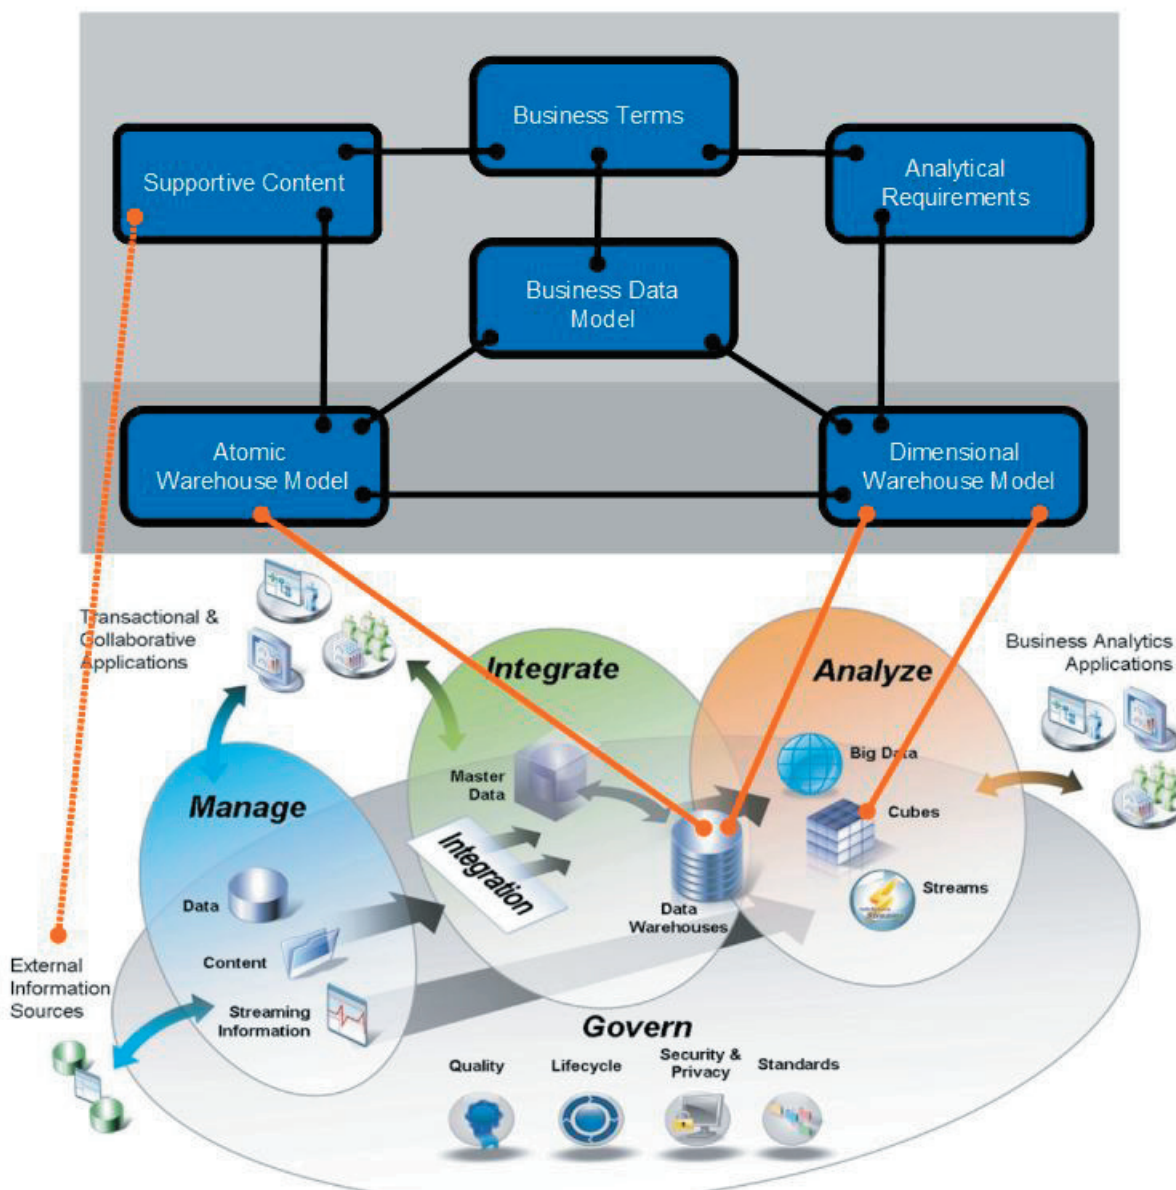 Business Terms
Supportive Content
Analytical
Requirements
Business Data
Model
Atomic
Warehouse Model
Dimensional
Warehouse Model
Transactional &
Collaborative
Applications
Integrate
Analyze
Business Analytics
Applications
Big Data
Master
Data
Manage
Cubes
Integration
Streams
Data
Data
Warehouses
Content
External
Information
Sources
Streaming
Information
Govern
Quality
Lifecycle
Security &
Privacy
Standards